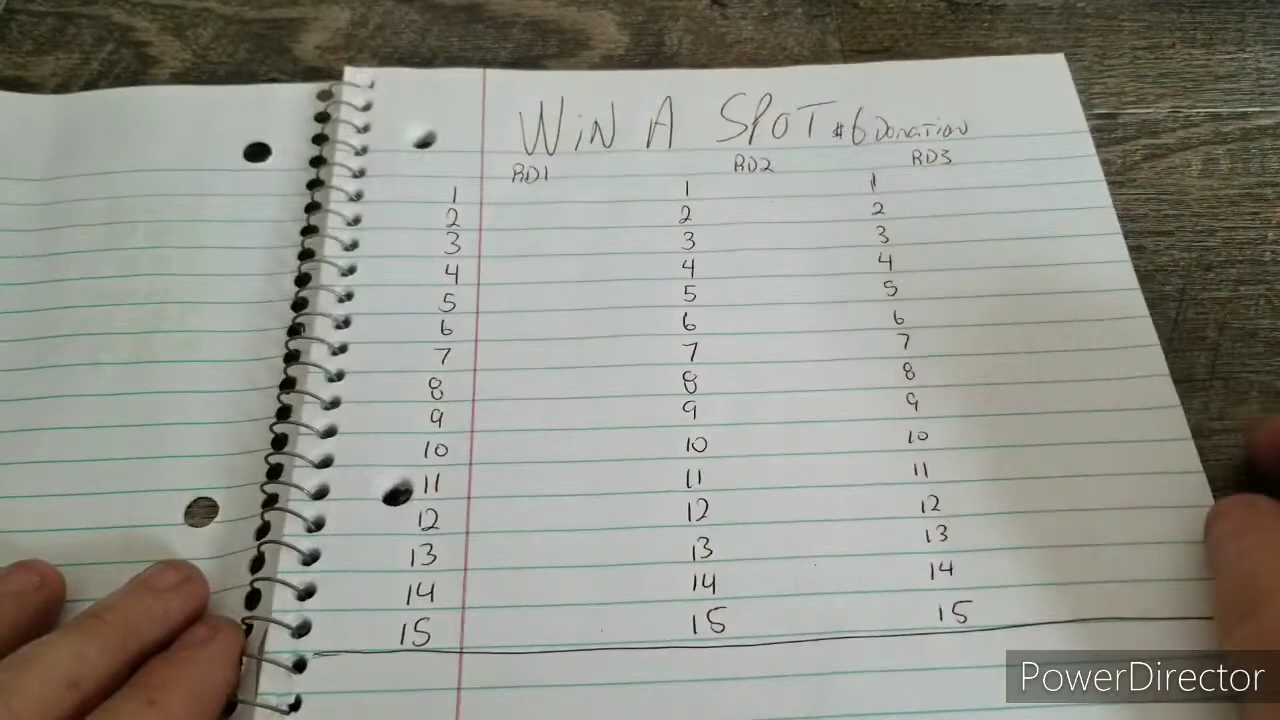 WiN A SPOT #6 Donation
RD1 RD2 RD3
1 1 1
2 2 2
3 3 3
4 4 4
5 5 5
6 6 6
7 7 7
8 8 8
9 9 9
10 10 10
11 11 11
12 12 12
13 13 13
14 14 14
15 15 15
PowerDirector